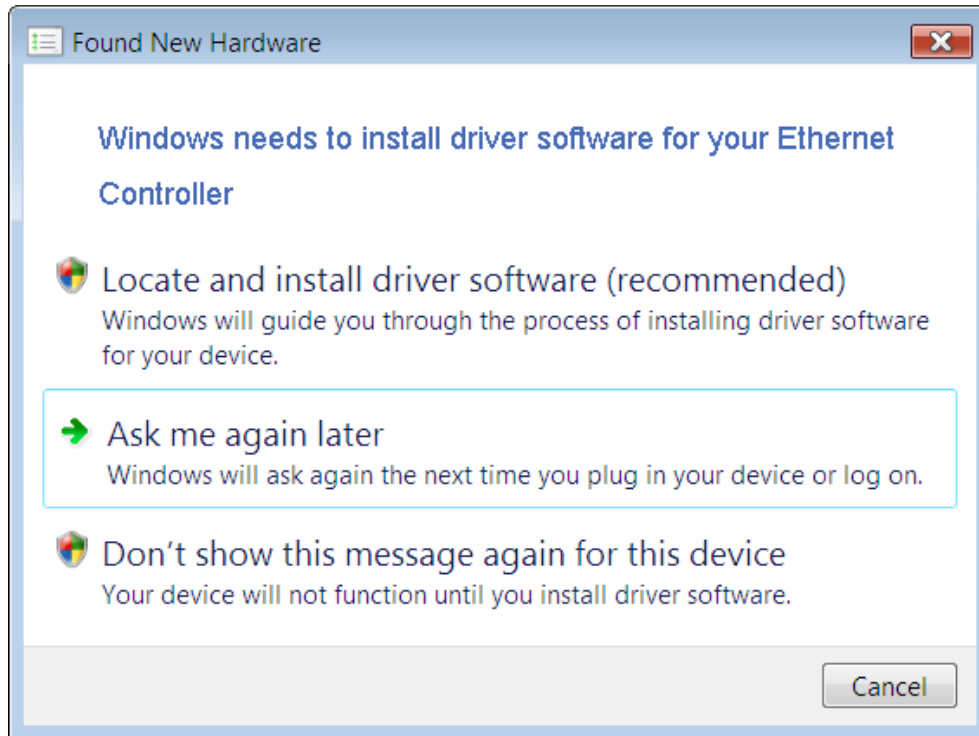 Found New Hardware
Windows needs to install driver software for your Ethernet
Controller
Locate and install driver software (recommended)
Windows will guide you through the process of installing driver software
for your device.
Ask me again later
Windows will ask again the next time you plug in your device or log on.
Don't show this message again for this device
Your device will not function until you install driver software.
Cancel